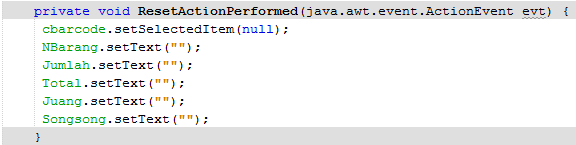 private void ResetActionPerformed(java.awt.event.ActionEvent evt) {
cbarcode.setSelectedItem(null);
NBarang.setText("");
Jumlah.setText("");
Total.setText("");
Juang.setText("");
Songsong.setText("");
}